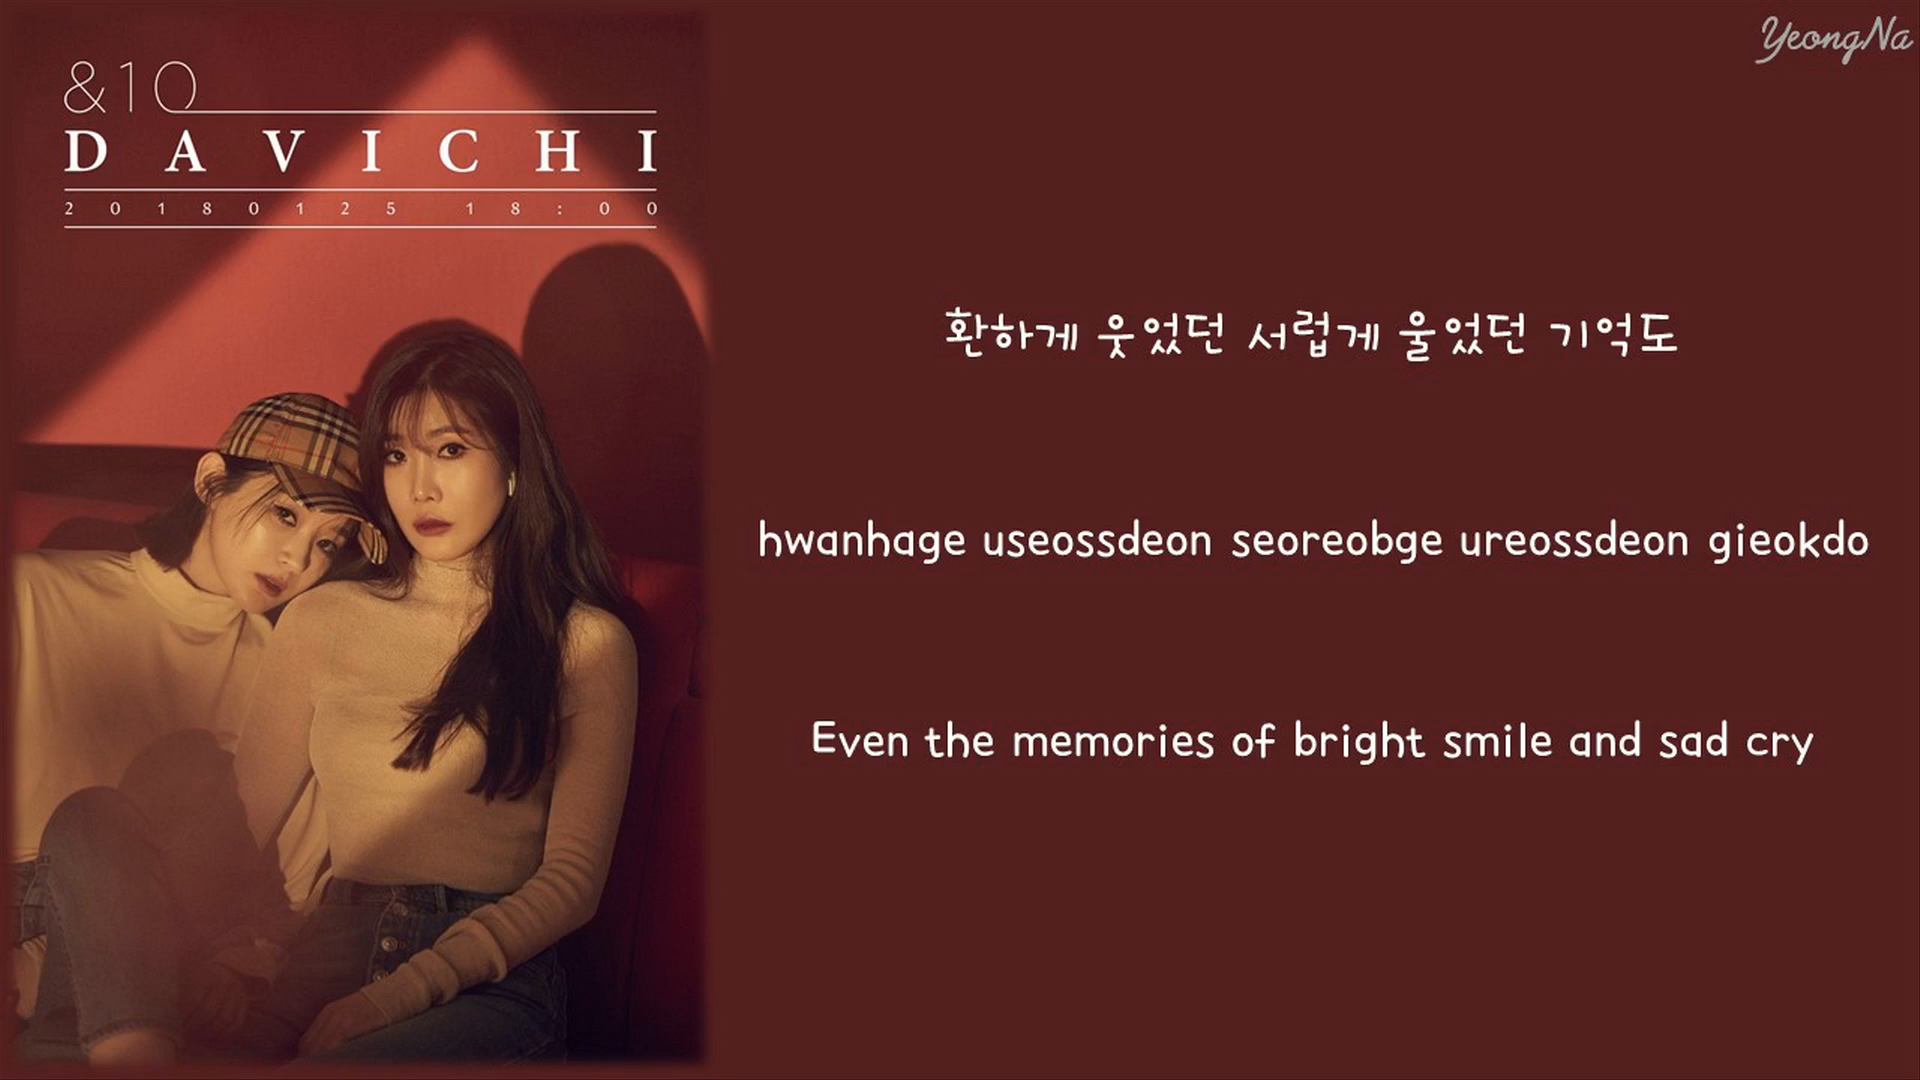 &10
DAVICHI
20180125 18:00
YeongNa
환하게 웃었던 서럽게 울었던 기억도
hwanhage useossdeon seoreobge ureossdeon gieokdo
Even the memories of bright smile and sad cry